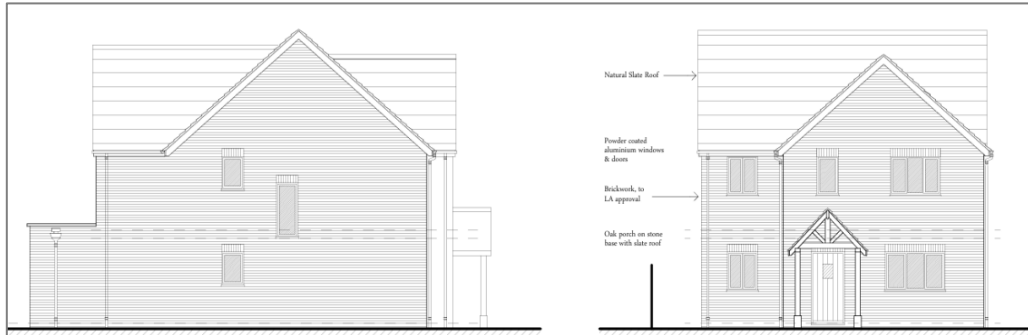 Natural Slate Roof
Powder coated
aluminium windows
& doors
Brickwork, to
LA approval
Oak porch on stone
base with slate roof